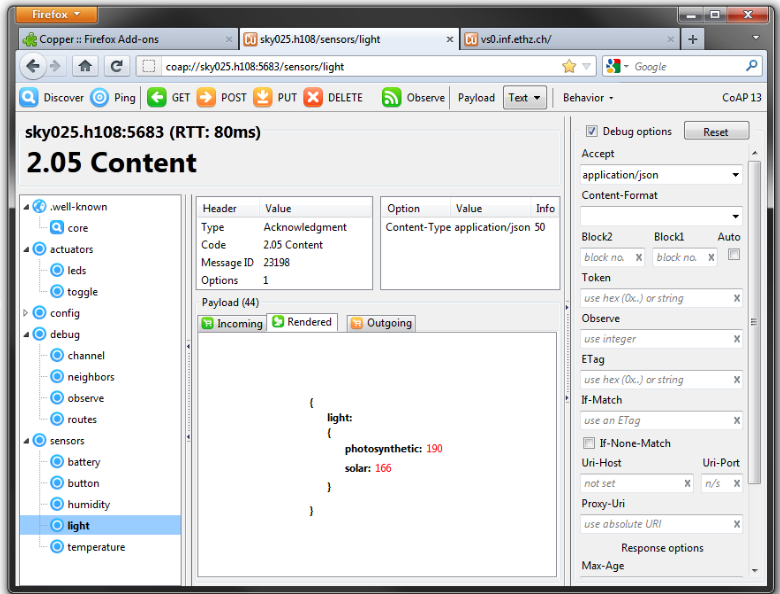 Firefox
Copper :: Firefox Add-ons
sky025.h108/sensors/light
vs0.inf.ethz.ch/
coap://sky025.h108:5683/sensors/light
Google
Discover Ping GET POST PUT DELETE Observe Payload Text Behavior CoAP 13
sky025.h108:5683 (RTT: 80ms)
2.05 Content
.well-known
core
actuators
leds
toggle
config
debug
channel
neighbors
observe
routes
sensors
battery
button
humidity
light
temperature
Header Value
Type Acknowledgment
Code 2.05 Content
Message ID 23198
Options 1
Option Value Info
Content-Type application/json 50
Payload (44)
Incoming Rendered Outgoing
{
light:
{
photosynthetic: 190
solar: 166
}
}
Debug options Reset
Accept
application/json
Content-Format
Block2 Block1 Auto
block no. x block no. x
Token
use hex (0x..) or string x
Observe
use integer x
ETag
use hex (0x..) or string x
If-Match
use an ETag x
If-None-Match
Uri-Host Uri-Port
not set x n/s x
Proxy-Uri
use absolute URI x
Response options
Max-Age